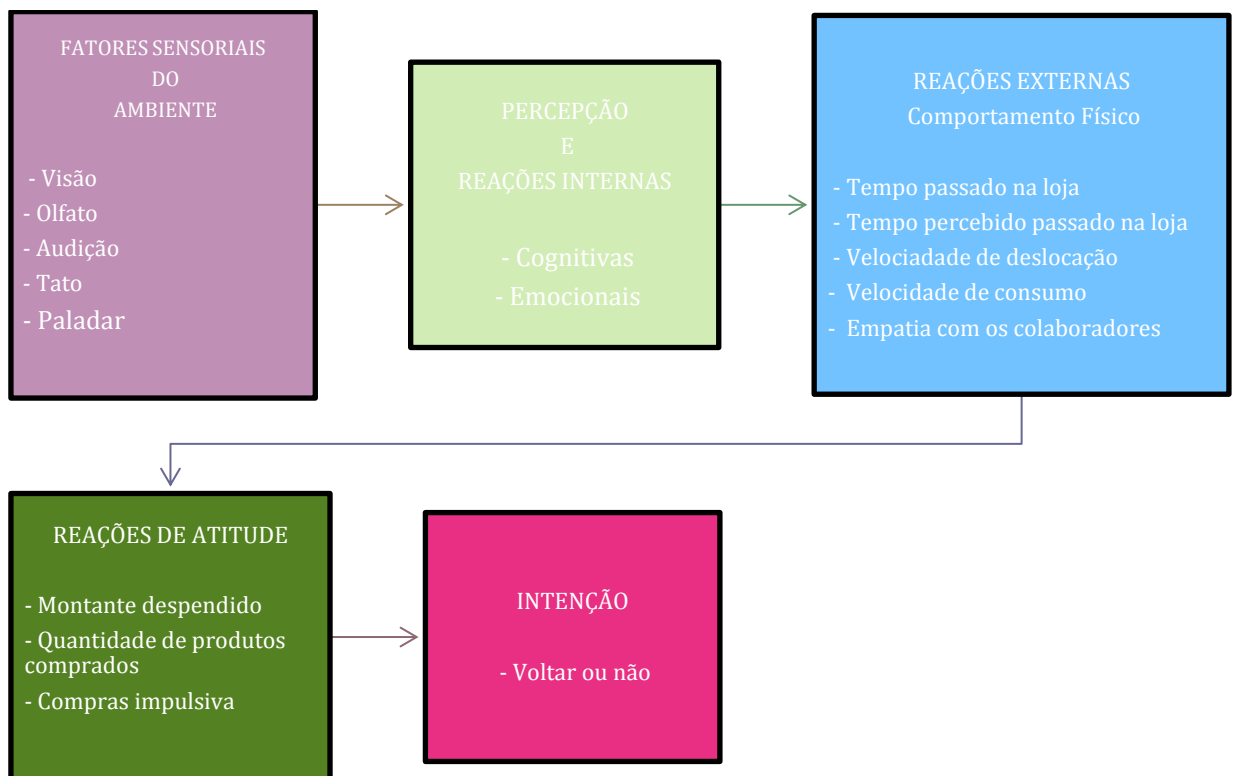 FATORES SENSORIAIS
DO
AMBIENTE
- Visão
- Olfato
- Audição
- Tato
- Paladar
PERCEPÇÃO
E
REAÇÕES INTERNAS
- Cognitivas
- Emocionais
REAÇÕES EXTERNAS
Comportamento Físico
- Tempo passado na loja
- Tempo percebido passado na loja
- Velociadade de deslocação
- Velocidade de consumo
- Empatia com os colaboradores
REAÇÕES DE ATITUDE
- Montante despendido
- Quantidade de produtos
comprados
- Compras impulsiva
INTENÇÃO
- Voltar ou não